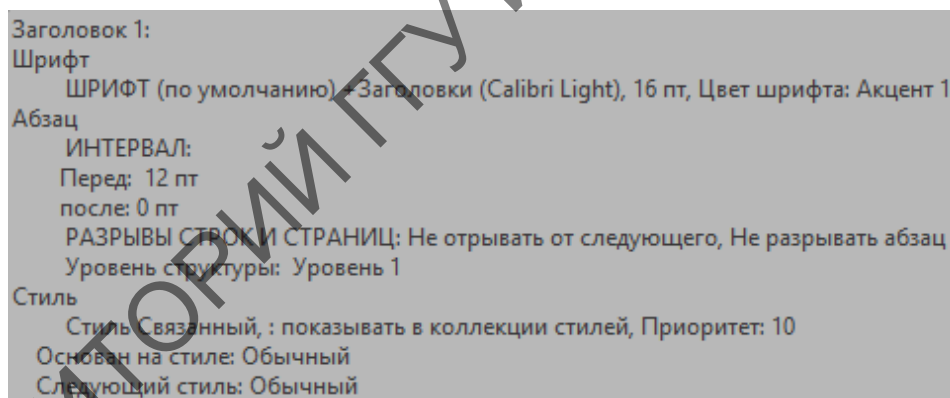 Заголовок 1:
Шрифт
ШРИФТ (по умолчанию) +Заголовки (Calibri Light), 16 пт, Цвет шрифта: Акцент 1
Абзац
ИНТЕРВАЛ:
Перед: 12 пт
после: 0 пт
РАЗРЫВЫ СТРОК И СТРАНИЦ: Не отрывать от следующего, Не разрывать абзац
Уровень структуры: Уровень 1
Стиль
Стиль Связанный, : показывать в коллекции стилей, Приоритет: 10
Основан на стиле: Обычный
Следующий стиль: Обычный
ИТОРИЙ ГГУ